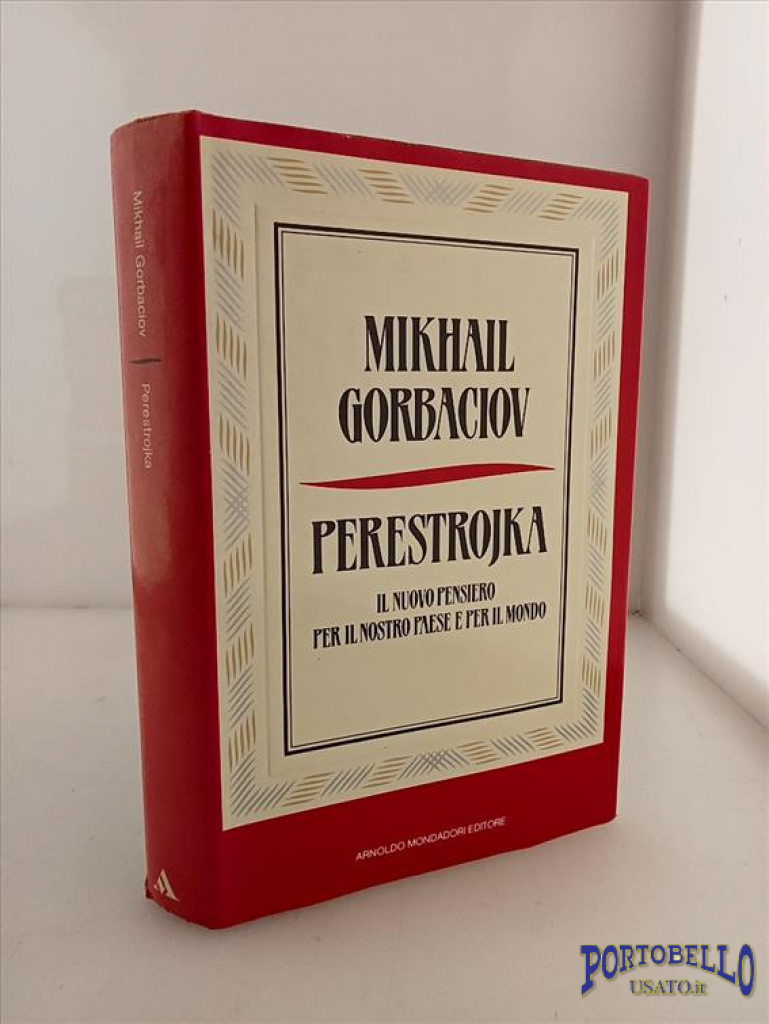 Mikhail Gorbaciov
Perestrojka
MIKHAIL
GORBACIOV
PERESTROJKA
IL NUOVO PENSIERO
PER IL NOSTRO PAESE E PER IL MONDO
ARNOLDO MONDADORI EDITORE
PORTOBELLO
USATO.it